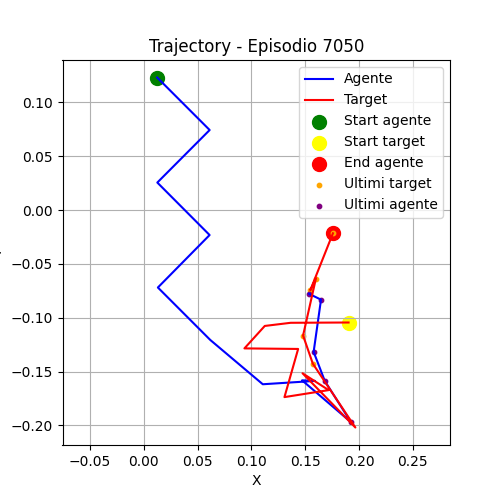 Trajectory - Episodio 7050
Agente
Target
Start agente
Start target
End agente
Ultimi target
Ultimi agente
0.10
0.05
0.00
−0.05
−0.10
−0.15
−0.20
−0.05
0.00
0.05
0.10
0.15
0.20
0.25
X